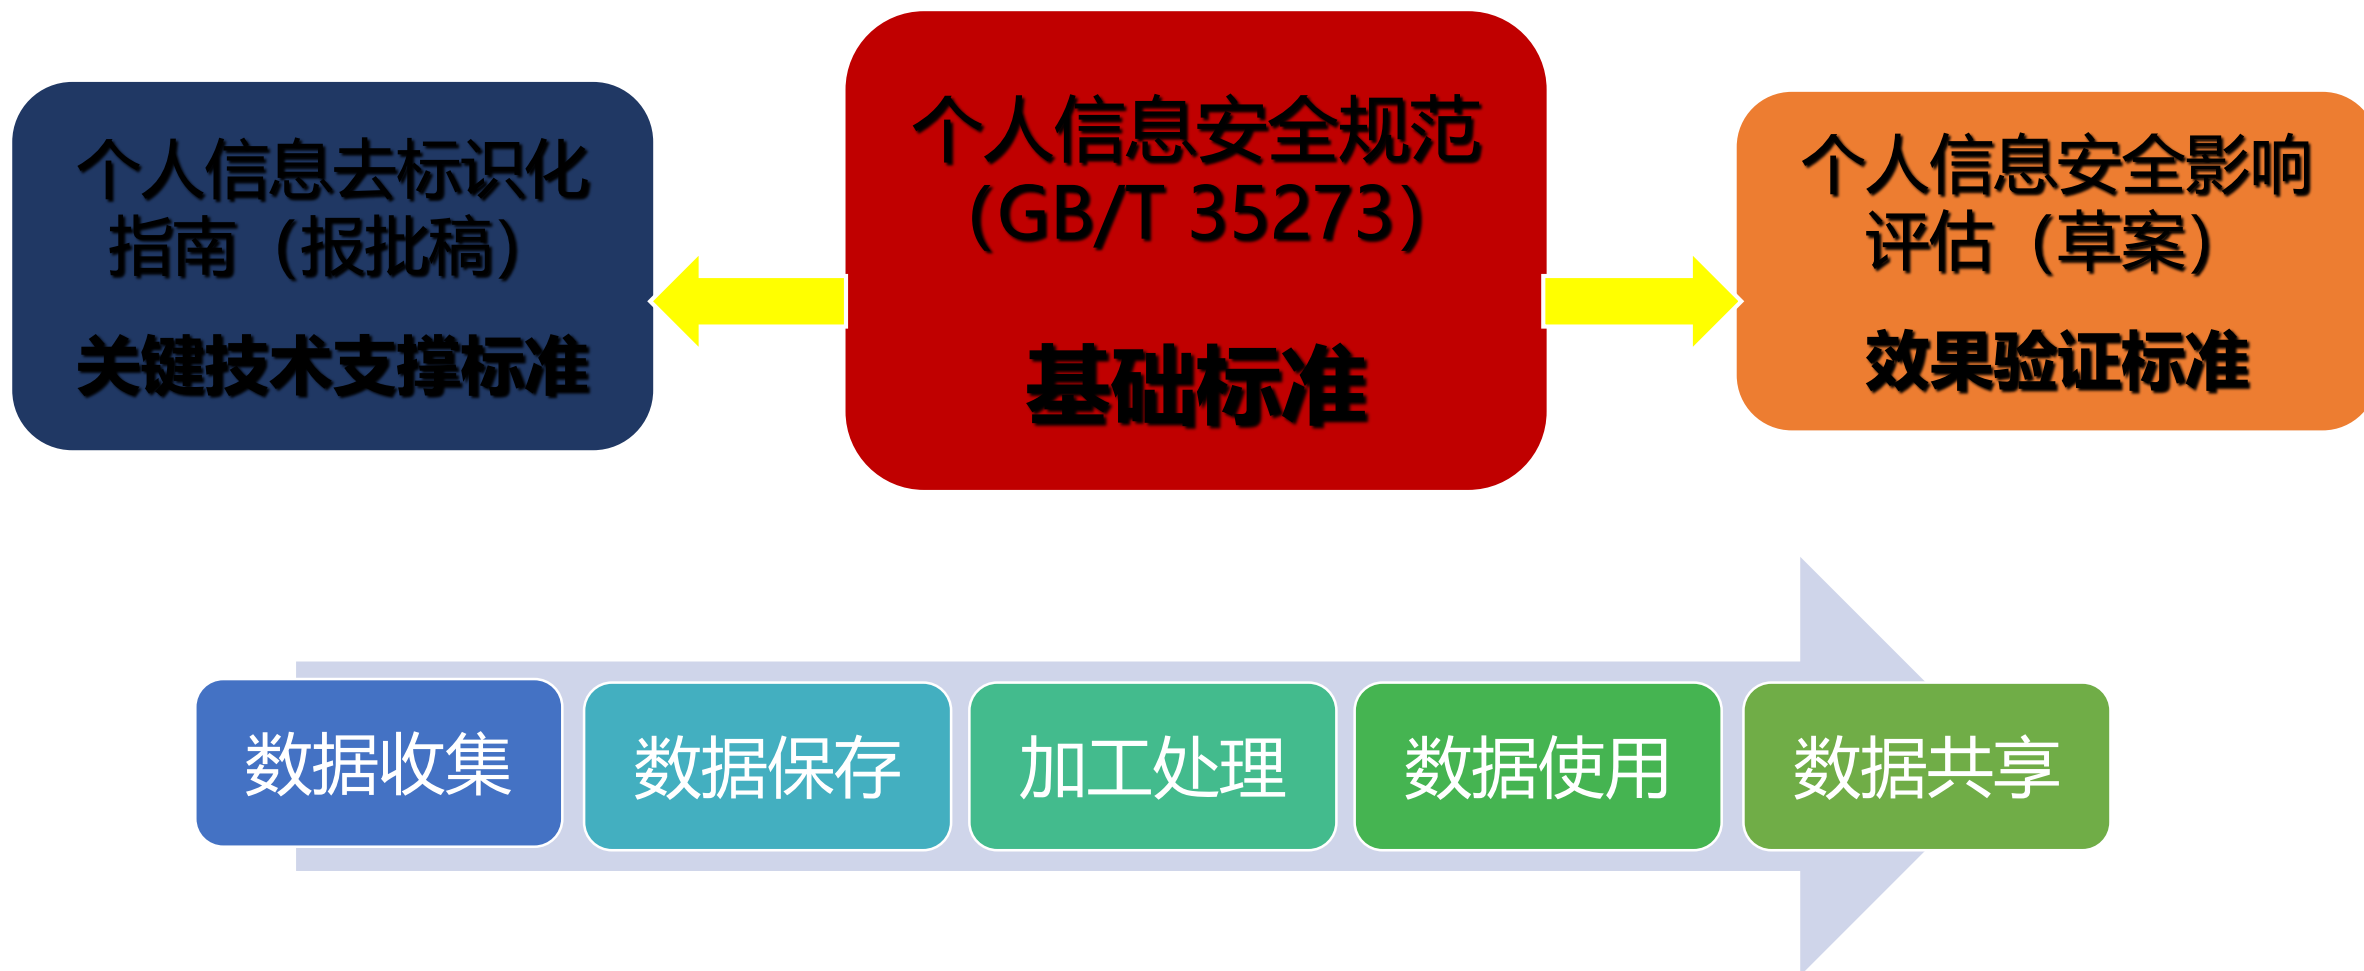 个人信息去标识化
指南（报批稿）
关键技术支撑标准
个人信息安全规范
（GB/T 35273）
基础标准
个人信息安全影响
评估（草案）
效果验证标准
数据收集
数据保存
加工处理
数据使用
数据共享